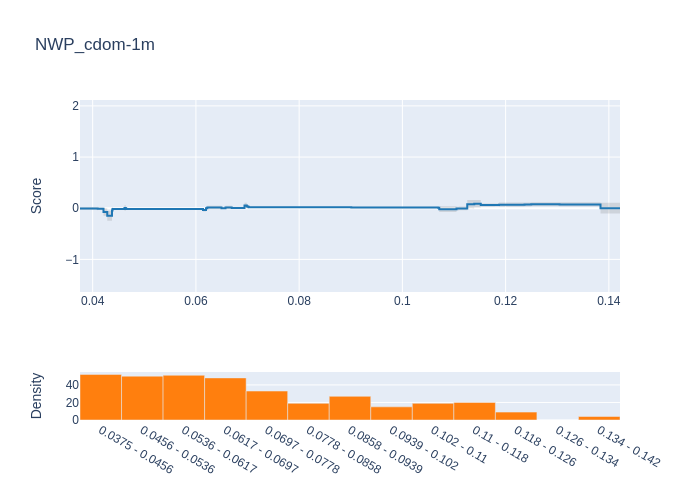 NWP_cdom-1m
Score
2
1
0
−1
0.04 0.06 0.08 0.1 0.12 0.14
Density
40
20
0
0.0375 - 0.0456
0.0456 - 0.0536
0.0536 - 0.0617
0.0617 - 0.0697
0.0697 - 0.0778
0.0778 - 0.0858
0.0858 - 0.0939
0.0939 - 0.102
0.102 - 0.11
0.11 - 0.118
0.118 - 0.126
0.126 - 0.134
0.134 - 0.142